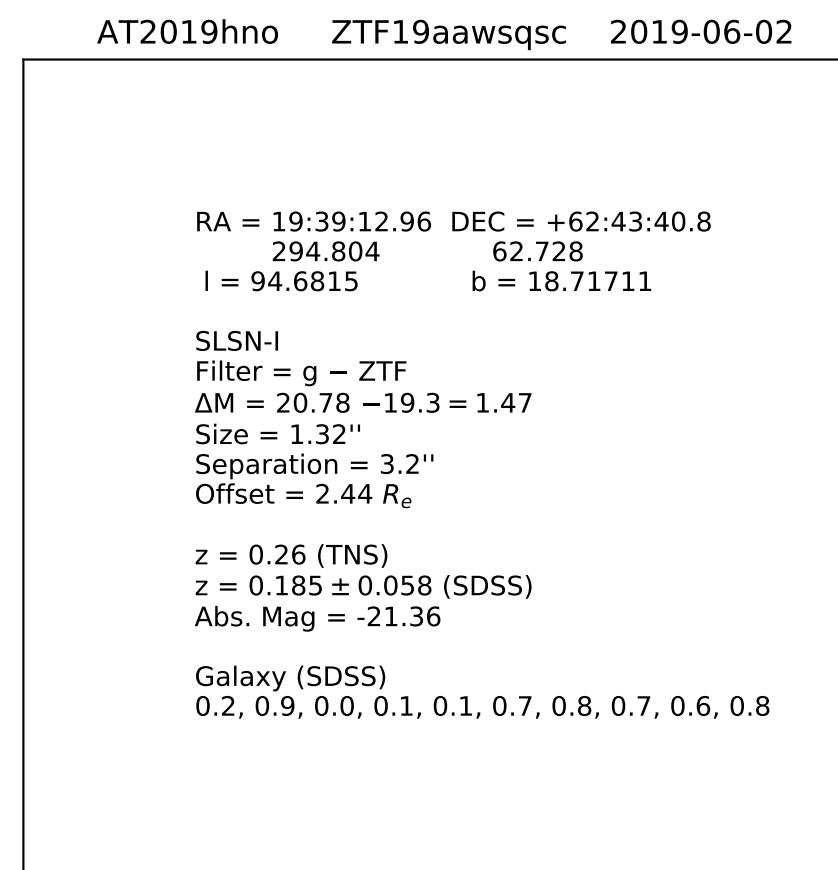 AT2019hno ZTF19aawsqsc 2019-06-02
RA = 19:39:12.96 DEC = +62:43:40.8
294.804 62.728
l = 94.6815 b = 18.71711
SLSN-I
Filter = g − ZTF
ΔM = 20.78 −19.3 = 1.47
Size = 1.32''
Separation = 3.2''
Offset = 2.44 Rₑ
z = 0.26 (TNS)
z = 0.185 ± 0.058 (SDSS)
Abs. Mag = -21.36
Galaxy (SDSS)
0.2, 0.9, 0.0, 0.1, 0.1, 0.7, 0.8, 0.7, 0.6, 0.8